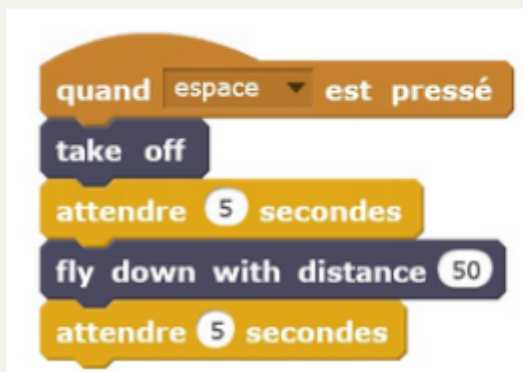 quand espace est pressé
take off
attendre 5 secondes
fly down with distance 50
attendre 5 secondes